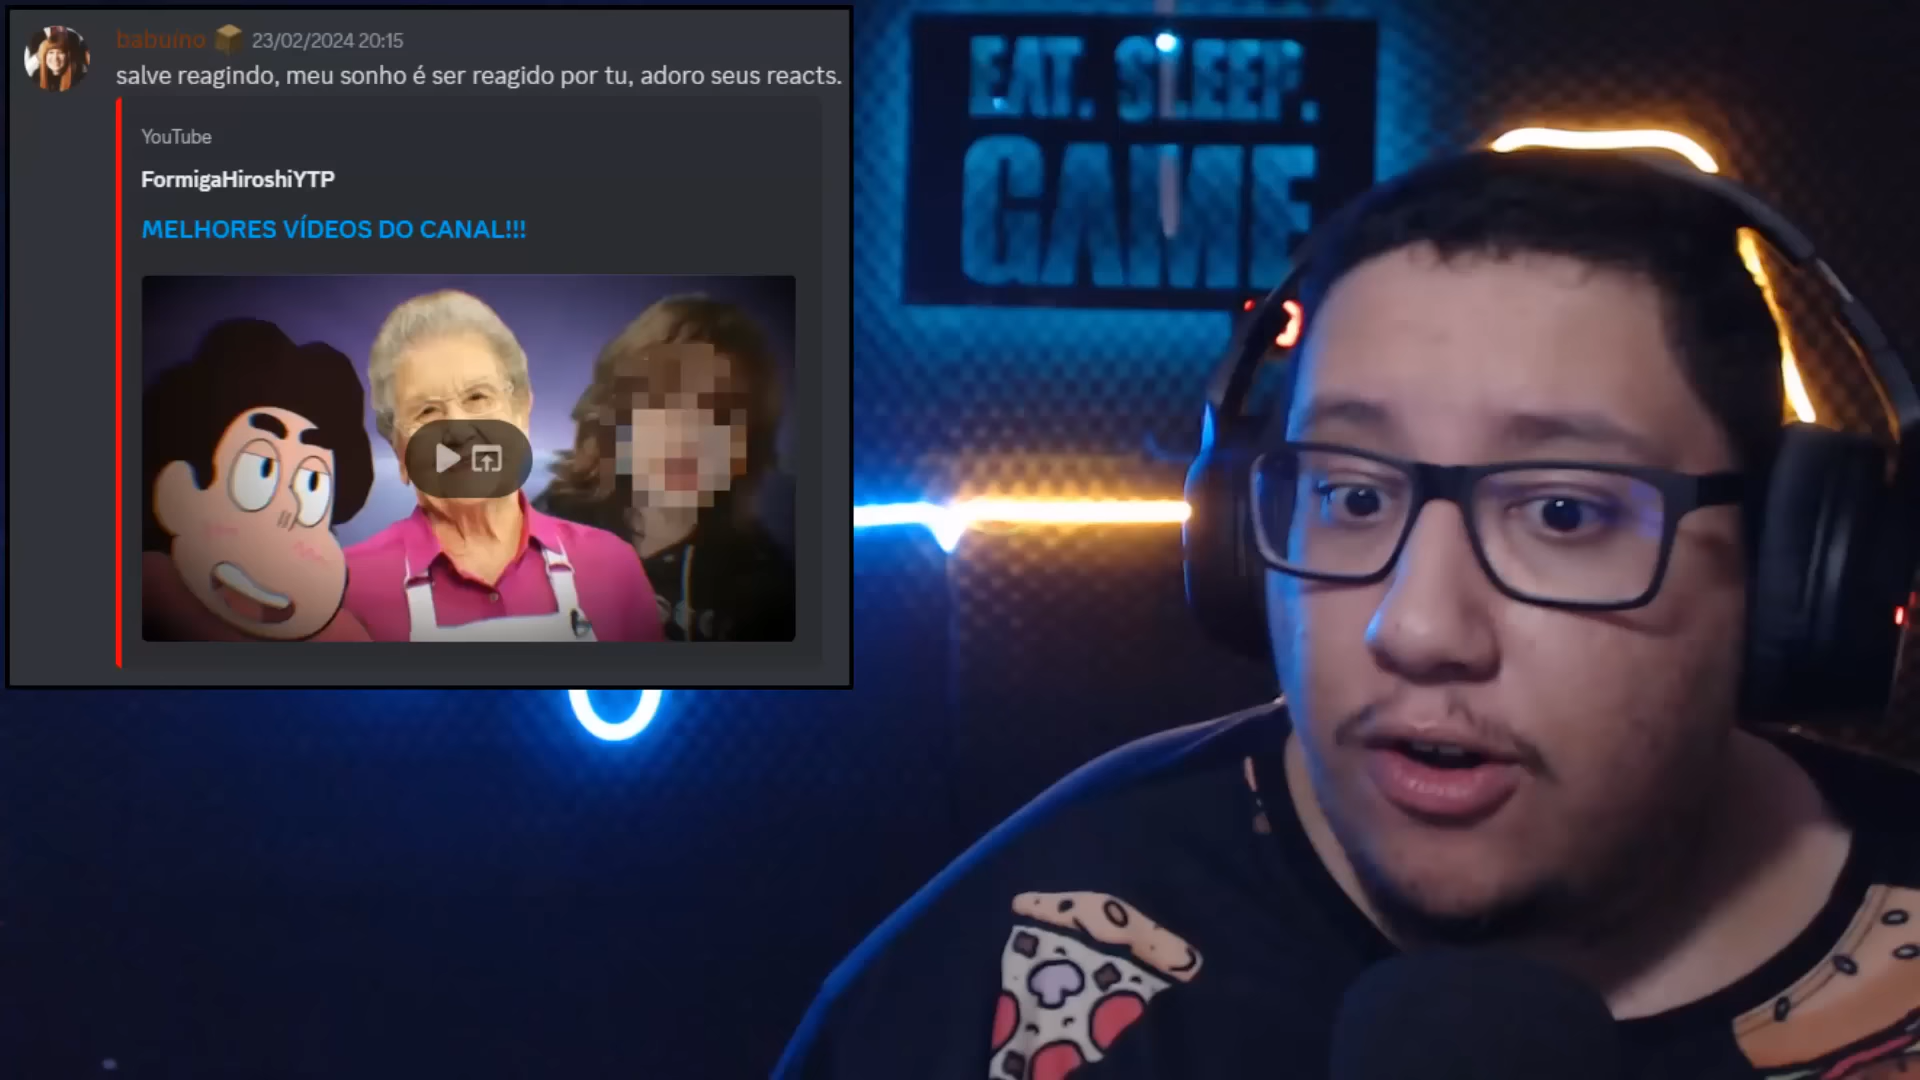 babuíno 23/02/2024 20:15
salve reagindo, meu sonho é ser reagido por tu, adoro seus reacts.
YouTube
FormigaHiroshiYTP
MELHORES VÍDEOS DO CANAL!!!
EAT. SLEEP.
GAME